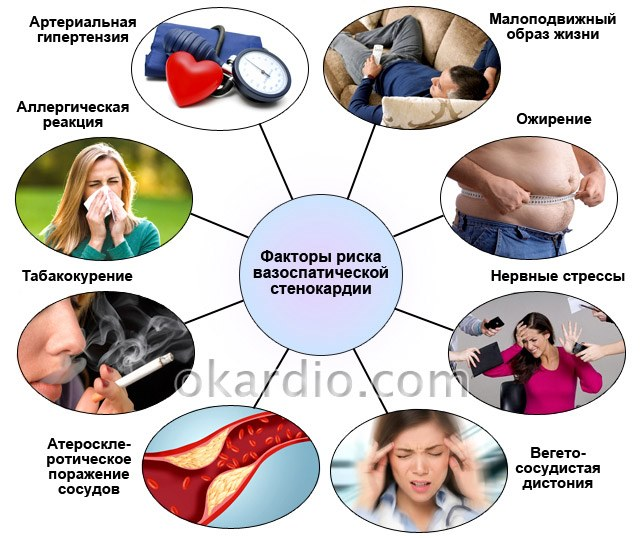 Артериальная
гипертензия
Малоподвижный
образ жизни
Аллергическая
реакция
Ожирение
Факторы риска
вазоспатической
стенокардии
Табакокурение
Нервные стрессы
okardio.com
Атероскле-
ротическое
поражение
сосудов
Вегето-
сосудистая
дистония